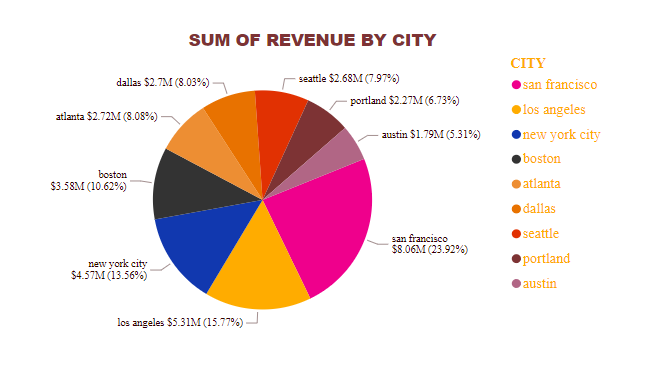 SUM OF REVENUE BY CITY
seattle $2.68M (7.97%)
portland $2.27M (6.73%)
austin $1.79M (5.31%)
san francisco
$8.06M (23.92%)
los angeles $5.31M (15.77%)
new york city
$4.57M (13.56%)
boston
$3.58M (10.62%)
atlanta $2.72M (8.08%)
dallas $2.7M (8.03%)
CITY
san francisco
los angeles
new york city
boston
atlanta
dallas
seattle
portland
austin